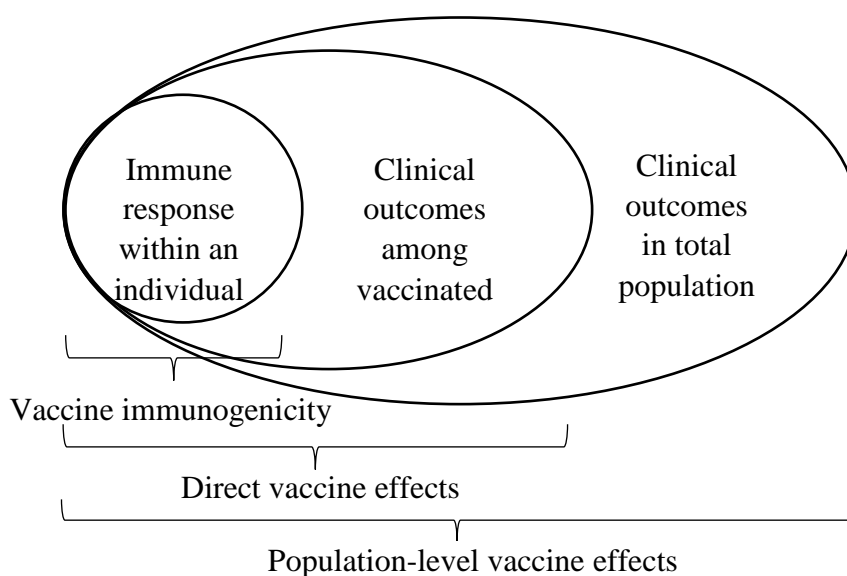 Immune
response
within an
individual
Clinical
outcomes
among
vaccinated
Clinical
outcomes
in total
population
Vaccine immunogenicity
Direct vaccine effects
Population-level vaccine effects